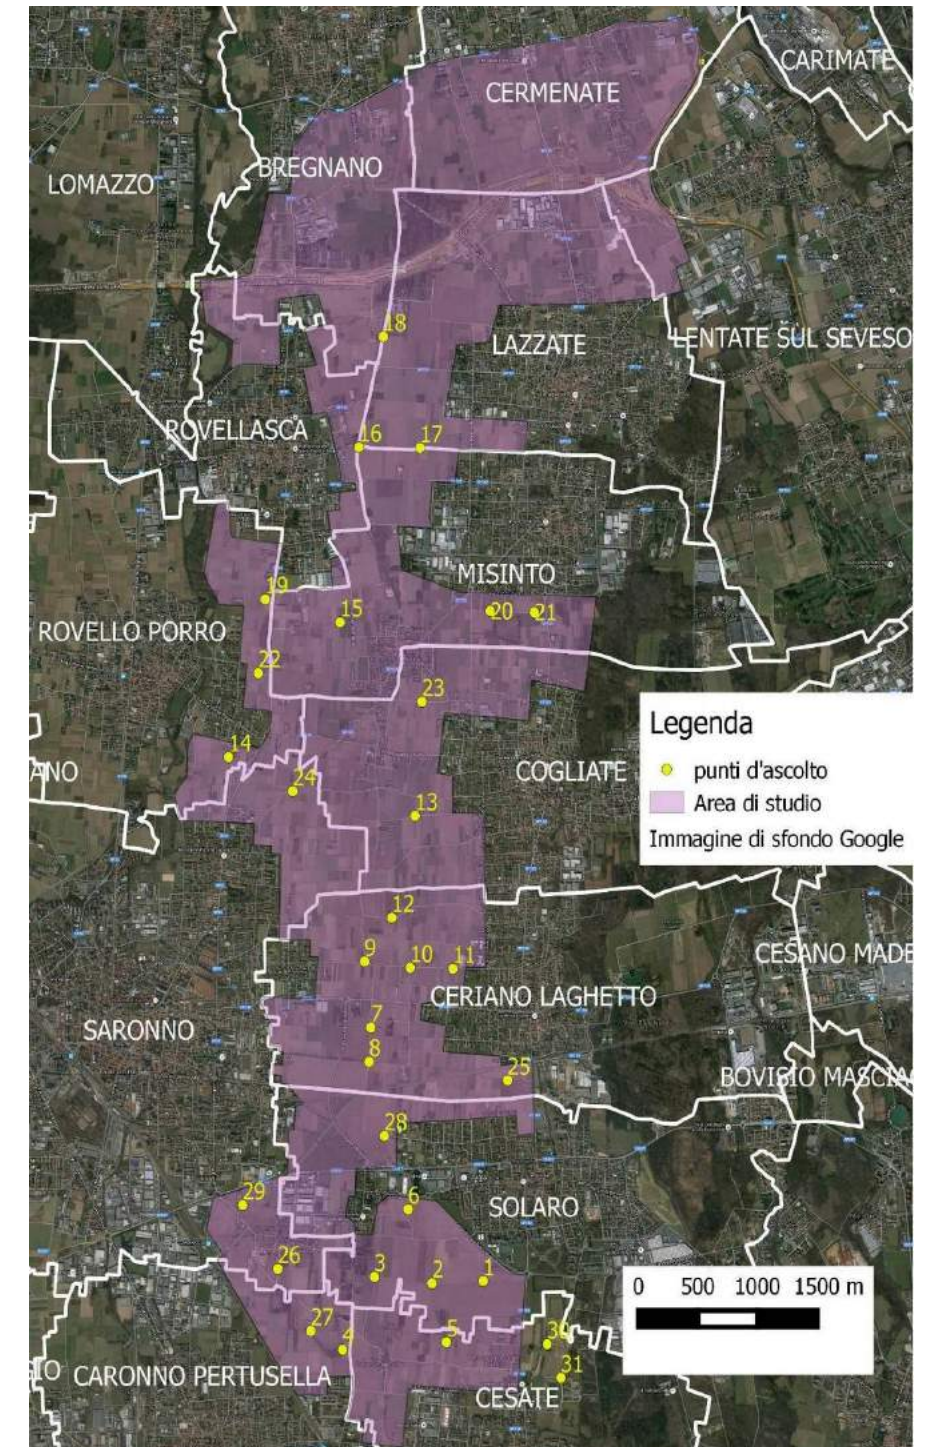 CARIMATE
CERMENATE
BREGNANO
LOMAZZO
18
LAZZATE
LENTATE SUL SEVESO
ROVELLASCA
16
17
MISINTO
19
15
20
21
ROVELLO PORRO
22
23
Legenda
14
ANO
24
COGLIATE
punti d'ascolto
13
Area di studio
Immagine di sfondo Google
12
9
10
11
CESANO MADE
CERIANO LAGHETTO
7
SARONNO
8
25
BOVISIO MASCIAG
28
29
6
SOLARO
26
3
2
1
0 500 1000 1500 m
27
4
5
30
31
GIO
CARONNO PERTUSELLA
CESATE